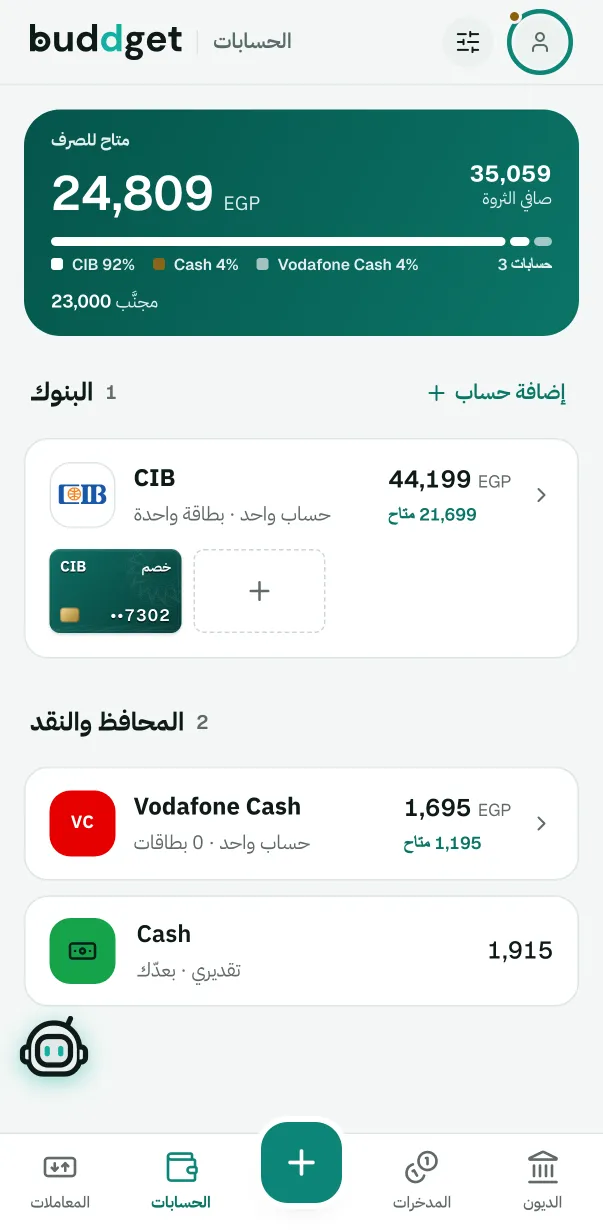 buddget | الحسابات
متاح للصرف
24,809 EGP
35,059
صافي الثروة
CIB 92% Cash 4% Vodafone Cash 4% 3 حسابات
23,000 مجنَّب
البنوك 1
+ إضافة حساب
CIB
حساب واحد · بطاقة واحدة
44,199 EGP
21,699 متاح
CIB خصم
••7302
+
المحافظ والنقد 2
VC
Vodafone Cash
حساب واحد · 0 بطاقات
1,695 EGP
1,195 متاح
Cash
تقديري · بعدّك
1,915
المعاملات
الحسابات
+
المدخرات
الديون